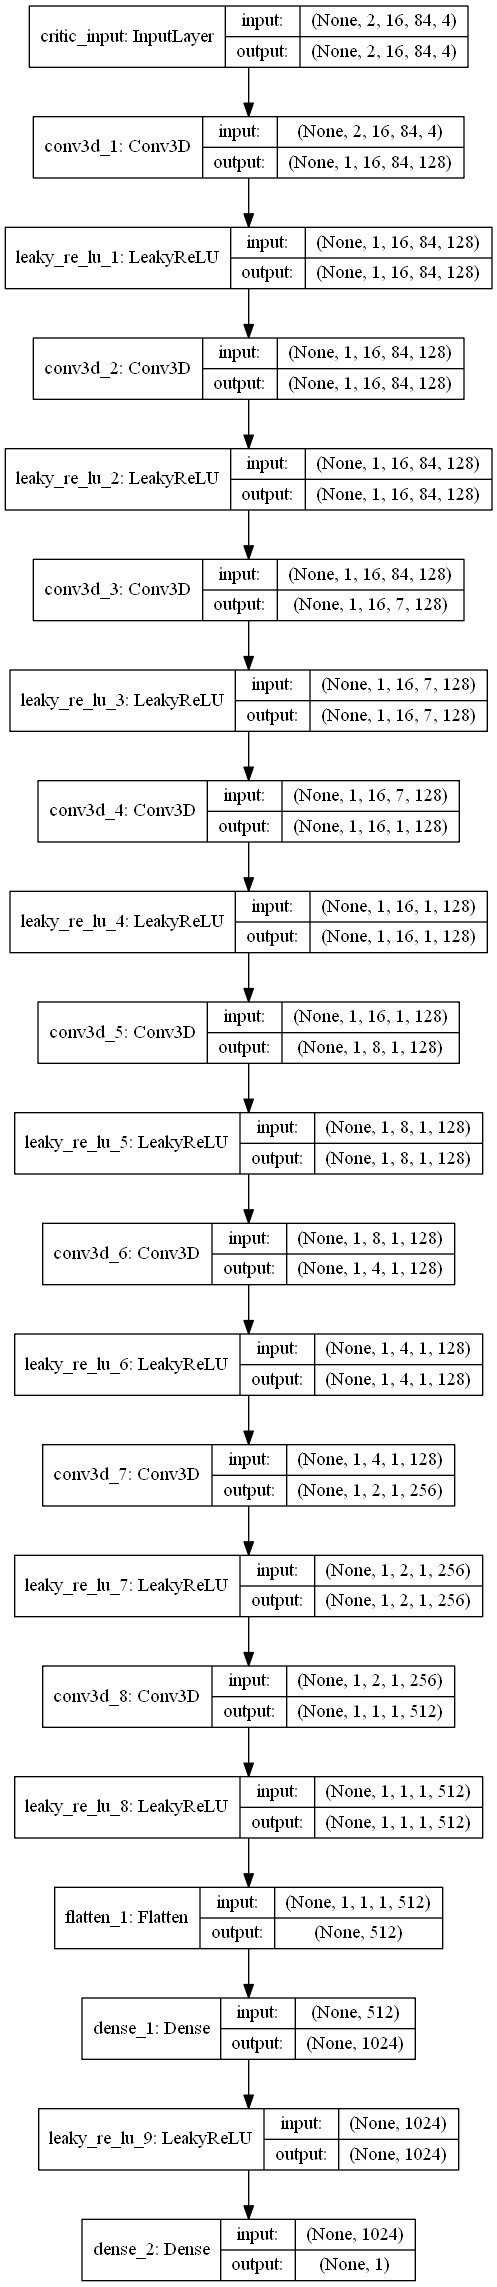 critic_input: InputLayer
input: (None, 2, 16, 84, 4)
output: (None, 2, 16, 84, 4)
conv3d_1: Conv3D
input: (None, 2, 16, 84, 4)
output: (None, 1, 16, 84, 128)
leaky_re_lu_1: LeakyReLU
input: (None, 1, 16, 84, 128)
output: (None, 1, 16, 84, 128)
conv3d_2: Conv3D
input: (None, 1, 16, 84, 128)
output: (None, 1, 16, 84, 128)
leaky_re_lu_2: LeakyReLU
input: (None, 1, 16, 84, 128)
output: (None, 1, 16, 84, 128)
conv3d_3: Conv3D
input: (None, 1, 16, 84, 128)
output: (None, 1, 16, 7, 128)
leaky_re_lu_3: LeakyReLU
input: (None, 1, 16, 7, 128)
output: (None, 1, 16, 7, 128)
conv3d_4: Conv3D
input: (None, 1, 16, 7, 128)
output: (None, 1, 16, 1, 128)
leaky_re_lu_4: LeakyReLU
input: (None, 1, 16, 1, 128)
output: (None, 1, 16, 1, 128)
conv3d_5: Conv3D
input: (None, 1, 16, 1, 128)
output: (None, 1, 8, 1, 128)
leaky_re_lu_5: LeakyReLU
input: (None, 1, 8, 1, 128)
output: (None, 1, 8, 1, 128)
conv3d_6: Conv3D
input: (None, 1, 8, 1, 128)
output: (None, 1, 4, 1, 128)
leaky_re_lu_6: LeakyReLU
input: (None, 1, 4, 1, 128)
output: (None, 1, 4, 1, 128)
conv3d_7: Conv3D
input: (None, 1, 4, 1, 128)
output: (None, 1, 2, 1, 256)
leaky_re_lu_7: LeakyReLU
input: (None, 1, 2, 1, 256)
output: (None, 1, 2, 1, 256)
conv3d_8: Conv3D
input: (None, 1, 2, 1, 256)
output: (None, 1, 1, 1, 512)
leaky_re_lu_8: LeakyReLU
input: (None, 1, 1, 1, 512)
output: (None, 1, 1, 1, 512)
flatten_1: Flatten
input: (None, 1, 1, 1, 512)
output: (None, 512)
dense_1: Dense
input: (None, 512)
output: (None, 1024)
leaky_re_lu_9: LeakyReLU
input: (None, 1024)
output: (None, 1024)
dense_2: Dense
input: (None, 1024)
output: (None, 1)